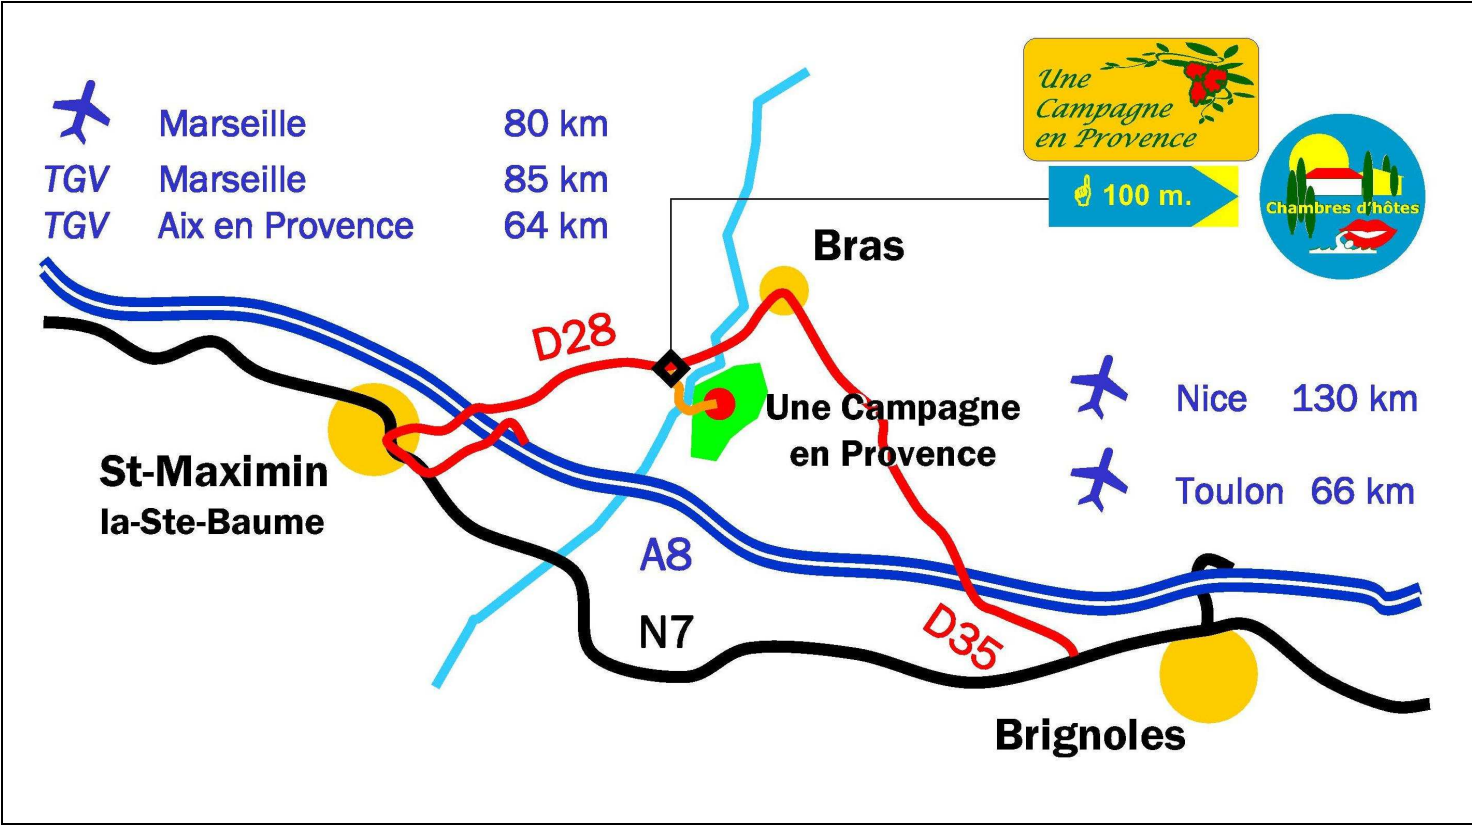 Marseille 80 km
TGV Marseille 85 km
TGV Aix en Provence 64 km
Une
Campagne
en Provence
100 m.
Chambres d'hôtes
Bras
D28
Une Campagne
en Provence
Nice 130 km
Toulon 66 km
St-Maximin
la-Ste-Baume
A8
N7
D35
Brignoles